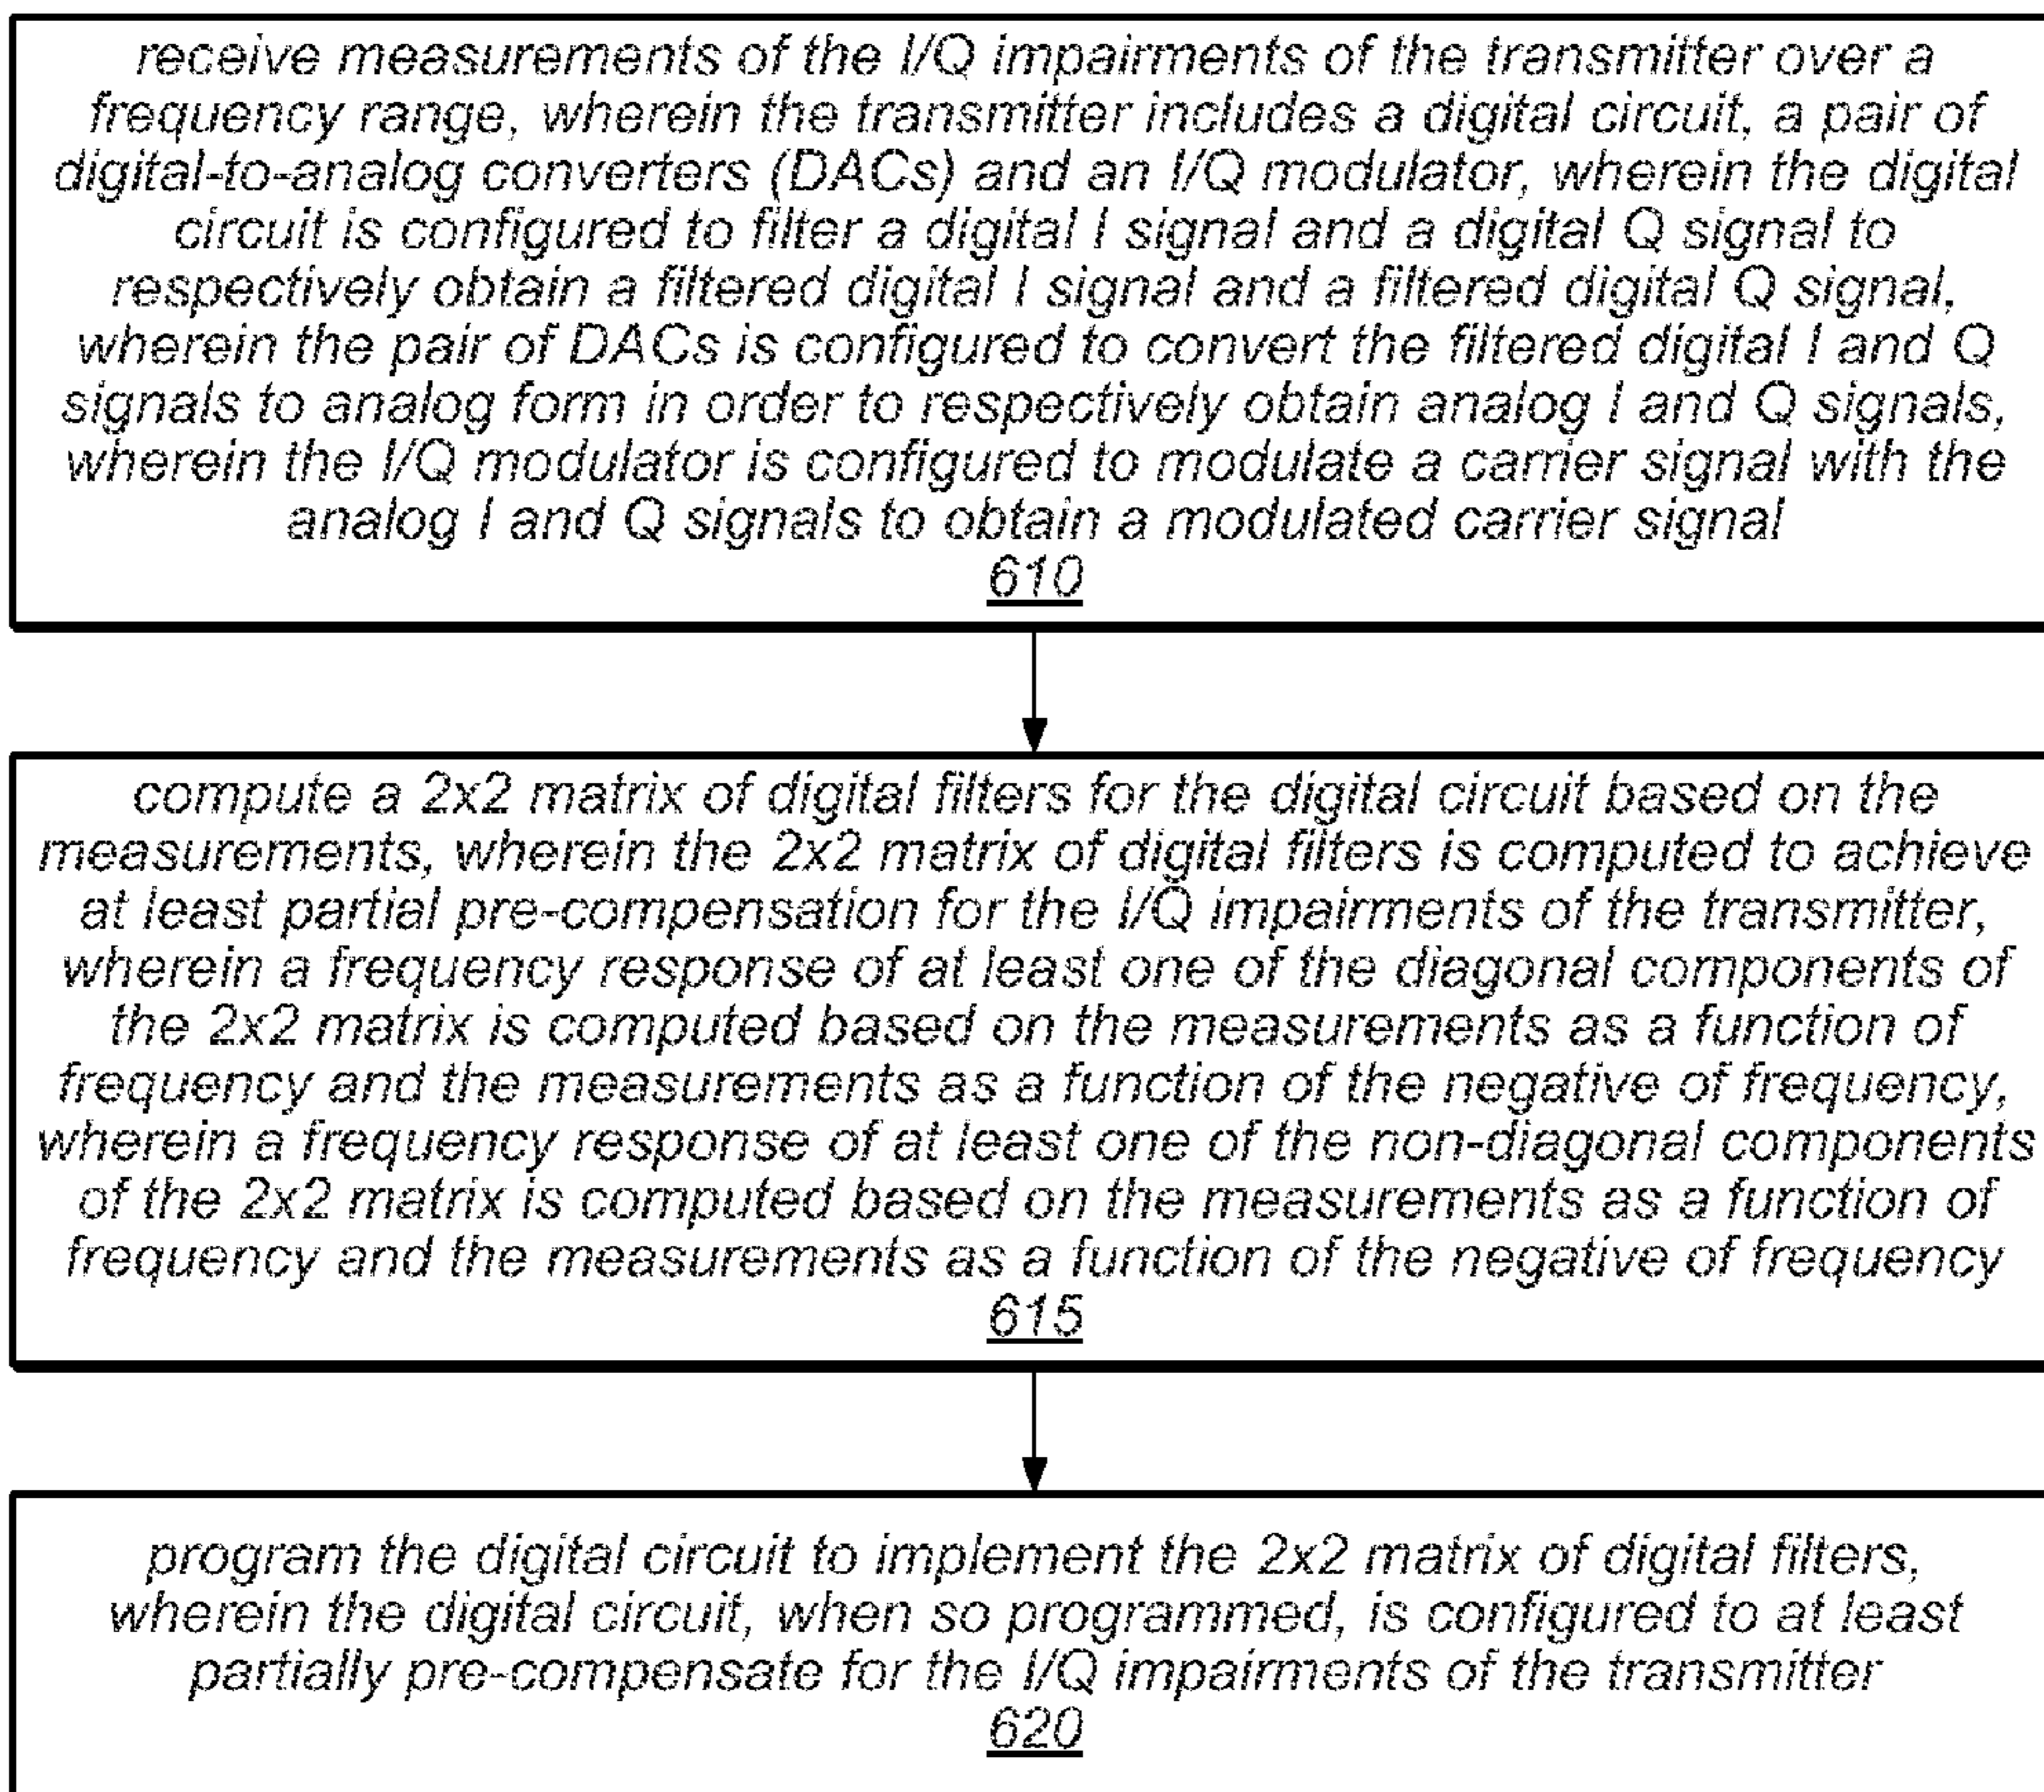 receive measurements of the I/Q impairments of the transmitter over a
frequency range, wherein the transmitter includes a digital circuit, a pair of
digital-to-analog converters (DACs) and an I/Q modulator, wherein the digital
circuit is configured to filter a digital I signal and a digital Q signal to
respectively obtain a filtered digital I signal and a filtered digital Q signal,
wherein the pair of DACs is configured to convert the filtered digital I and Q
signals to analog form in order to respectively obtain analog I and Q signals,
wherein the I/Q modulator is configured to modulate a carrier signal with the
analog I and Q signals to obtain a modulated carrier signal
610
compute a 2x2 matrix of digital filters for the digital circuit based on the
measurements, wherein the 2x2 matrix of digital filters is computed to achieve
at least partial pre-compensation for the I/Q impairments of the transmitter,
wherein a frequency response of at least one of the diagonal components of
the 2x2 matrix is computed based on the measurements as a function of
frequency and the measurements as a function of the negative of frequency,
wherein a frequency response of at least one of the non-diagonal components
of the 2x2 matrix is computed based on the measurements as a function of
frequency and the measurements as a function of the negative of frequency
615
program the digital circuit to implement the 2x2 matrix of digital filters,
wherein the digital circuit, when so programmed, is configured to at least
partially pre-compensate for the I/Q impairments of the transmitter
620